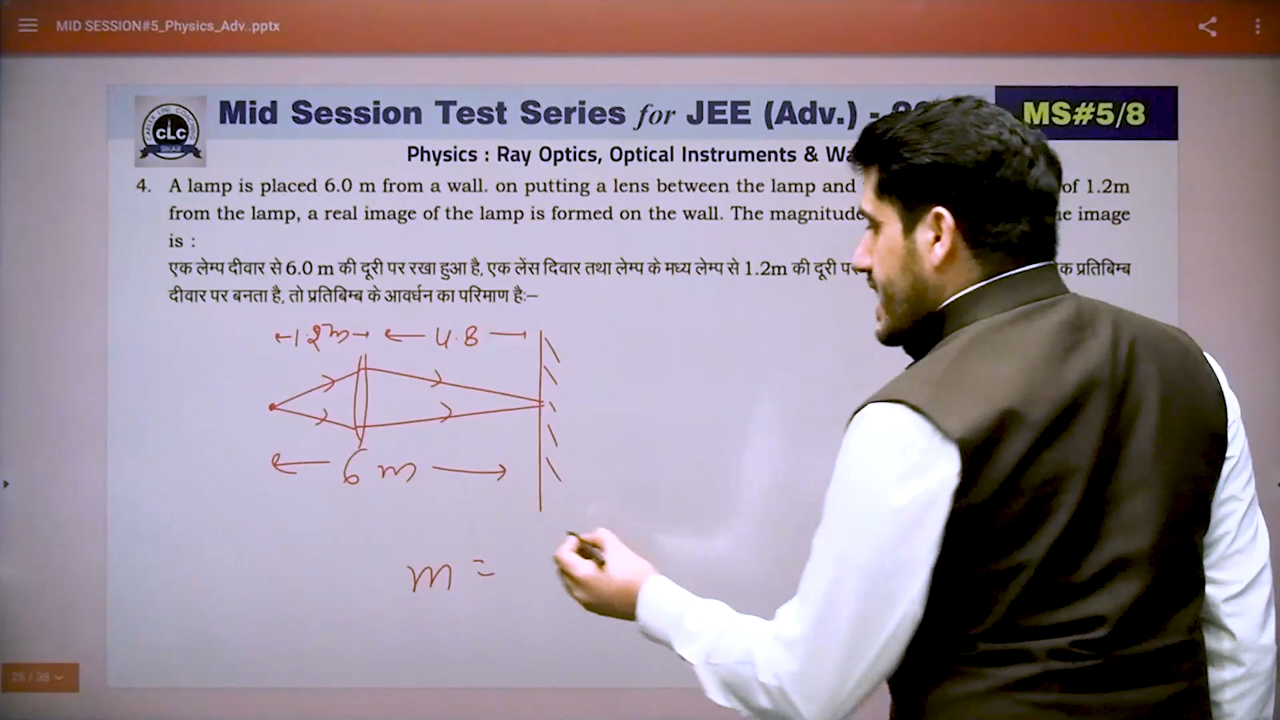 MID SESSION#5_Physics_Adv..pptx
CLC
SIKAR
Mid Session Test Series for JEE (Adv.) -
MS#5/8
Physics : Ray Optics, Optical Instruments &
4. A lamp is placed 6.0 m from a wall. on putting a lens between the lamp and of 1.2m
from the lamp, a real image of the lamp is formed on the wall. The magnitude image
is :
एक लेम्प दीवार से 6.0 m की दूरी पर रखा हुआ है, एक लेंस दिवार तथा लेम्प के मध्य लेम्प से 1.2m की दूरी प्रतिबिम्ब
दीवार पर बनता है, तो प्रतिबिम्ब के आवर्धन का परिमाण है:–
1.2m 4.8
6 m
m =
28 / 38